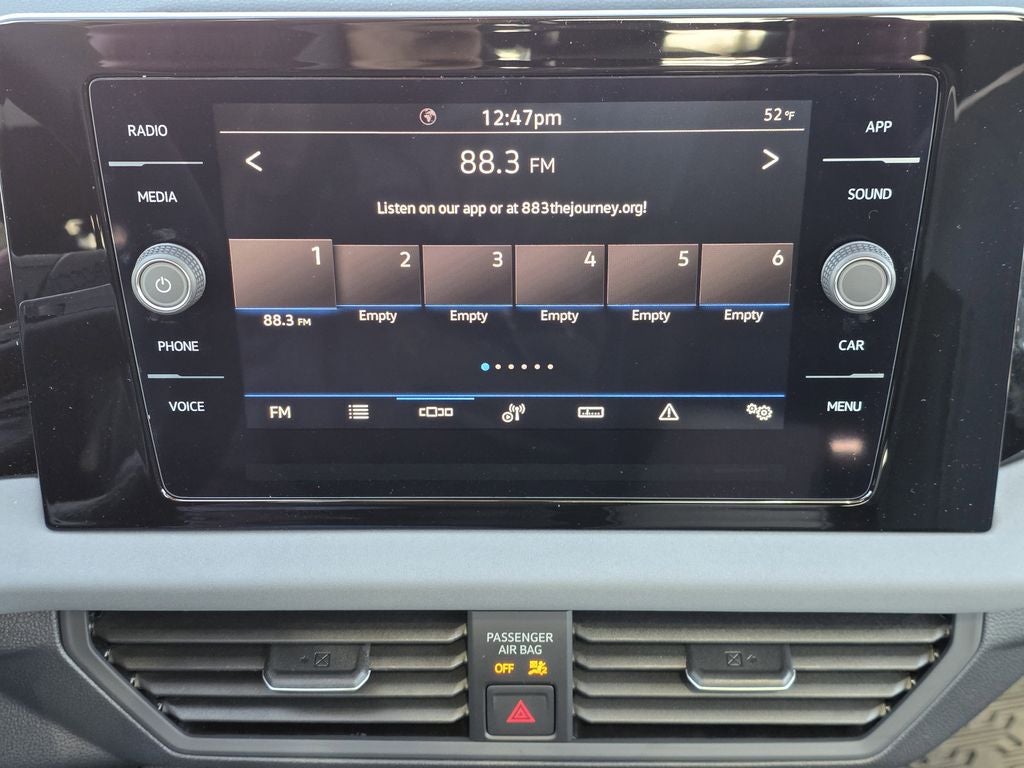 12:47pm
52°F
RADIO
APP
88.3 FM
MEDIA
SOUND
Listen on our app or at 883thejourney.org!
1
2
3
4
5
6
88.3 FM
Empty
Empty
Empty
Empty
Empty
PHONE
CAR
VOICE
FM
MENU
PASSENGER
AIR BAG
OFF